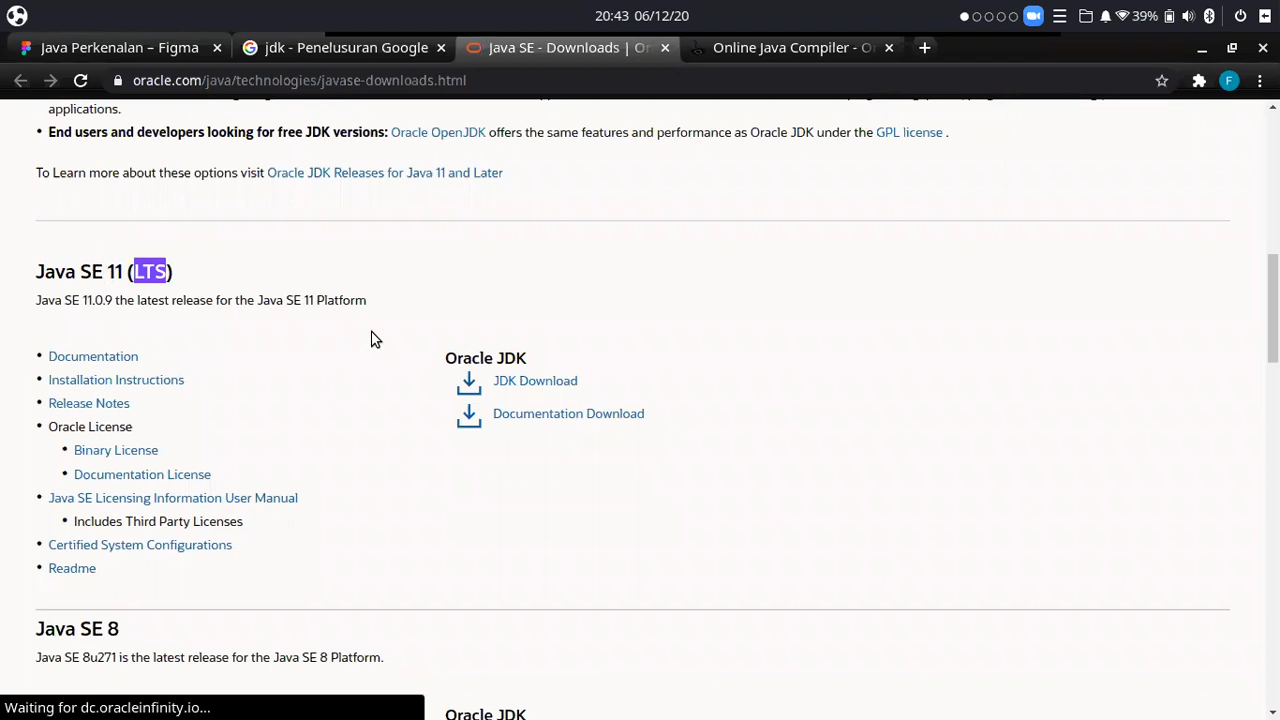 20:43 06/12/20
39%
Java Perkenalan – Figma
jdk - Penelusuran Google
Java SE - Downloads | Or
Online Java Compiler - On
oracle.com/java/technologies/javase-downloads.html
F
applications.
• End users and developers looking for free JDK versions: Oracle OpenJDK offers the same features and performance as Oracle JDK under the GPL license .
To Learn more about these options visit Oracle JDK Releases for Java 11 and Later
Java SE 11 (LTS)
Java SE 11.0.9 the latest release for the Java SE 11 Platform
• Documentation
• Installation Instructions
• Release Notes
• Oracle License
• Binary License
• Documentation License
• Java SE Licensing Information User Manual
• Includes Third Party Licenses
• Certified System Configurations
• Readme
Oracle JDK
JDK Download
Documentation Download
Java SE 8
Java SE 8u271 is the latest release for the Java SE 8 Platform.
Oracle JDK
Waiting for dc.oracleinfinity.io...